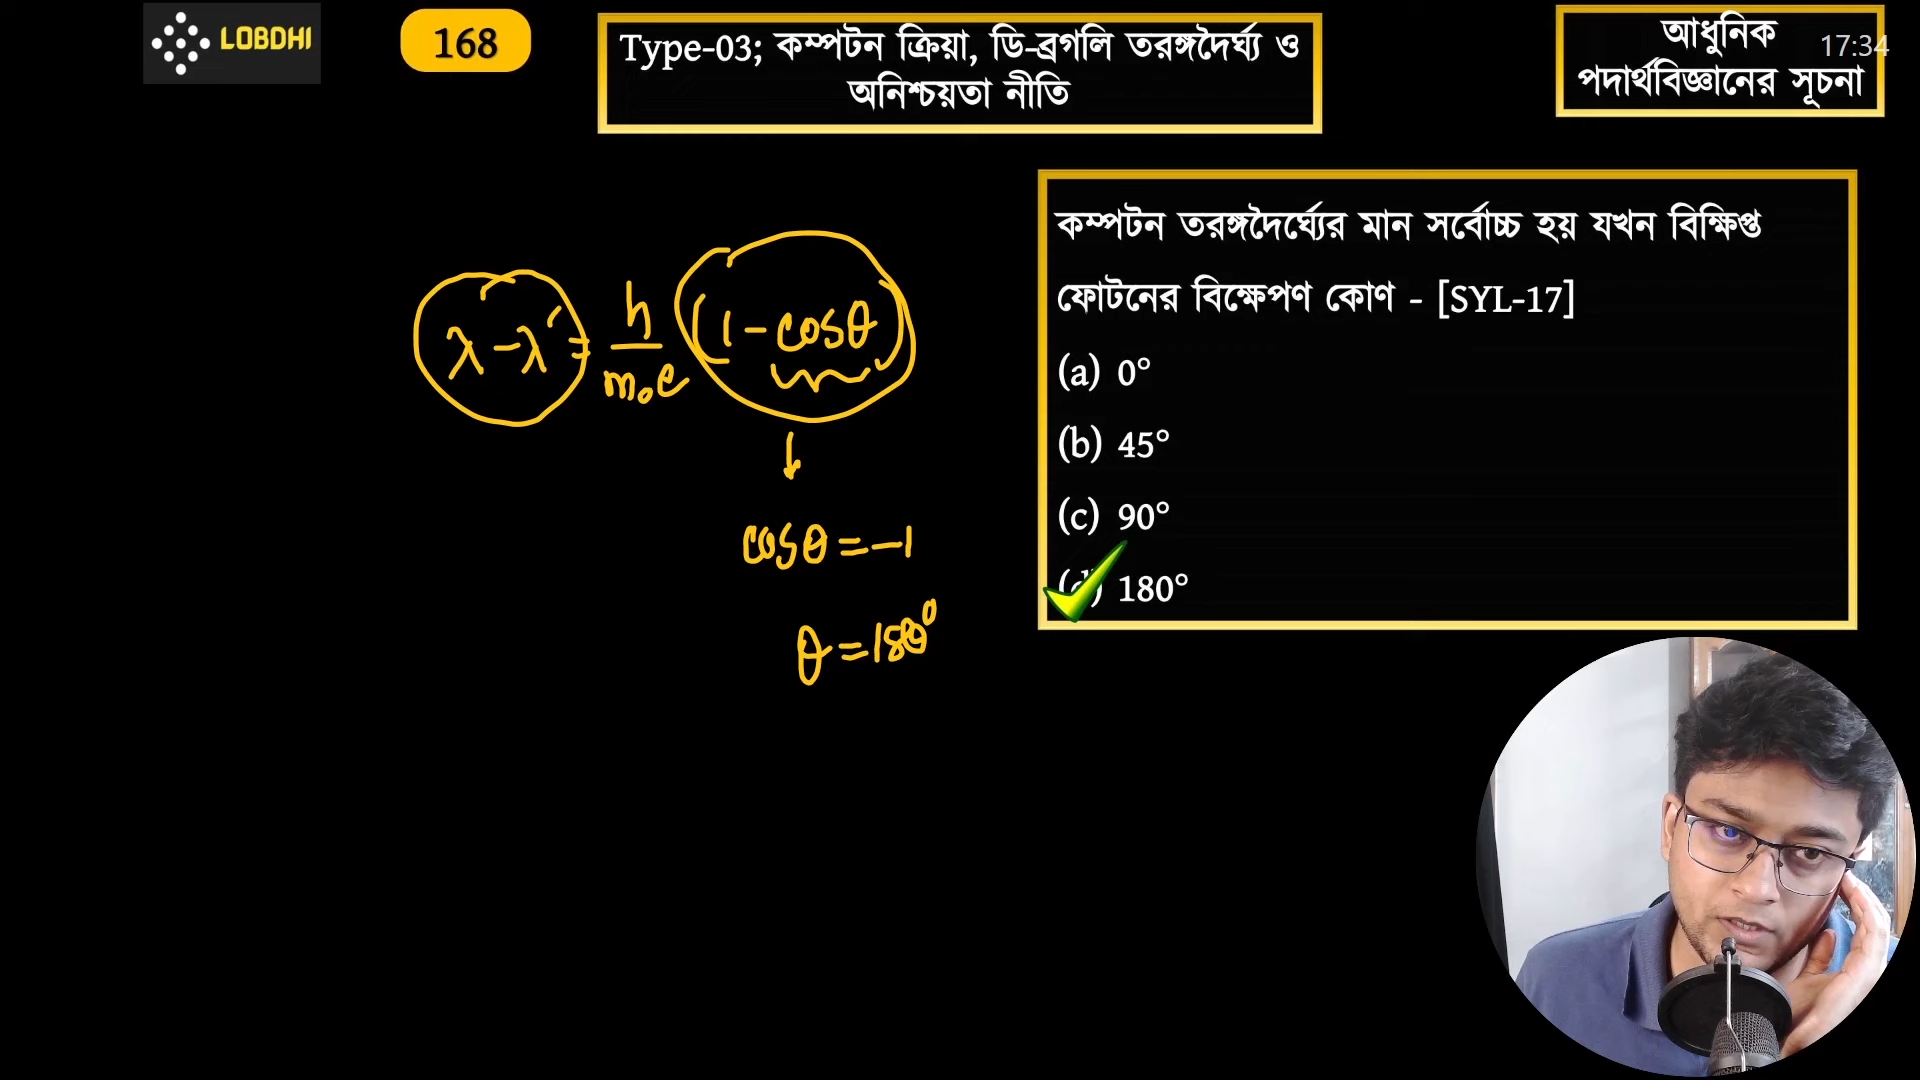 LOBDHI
168
Type-03; কম্পটন ক্রিয়া, ডি-ব্রগলি তরঙ্গদৈর্ঘ্য ও
অনিশ্চয়তা নীতি
আধুনিক
পদার্থবিজ্ঞানের সূচনা
17:34
কম্পটন তরঙ্গদৈর্ঘ্যের মান সর্বোচ্চ হয় যখন বিক্ষিপ্ত
ফোটনের বিক্ষেপণ কোণ - [SYL-17]
(a) 0°
(b) 45°
(c) 90°
(d) 180°
λ-λ' = h/m₀c (1-cosθ)
cosθ = -1
θ = 180°